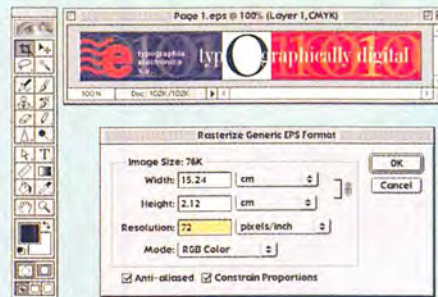 Page 1.eps @ 100% (Layer 1,CMYK)
typographia
electronica
s.a.
typOgraphically digital
100%
Doc: 102K/102K
T
Rasterize Generic EPS Format
Image Size: 76K
Width: 15.24 cm
Height: 2.12 cm
Resolution: 72 pixels/inch
Mode: RGB Color
Anti-aliased Constrain Proportions
OK
Cancel